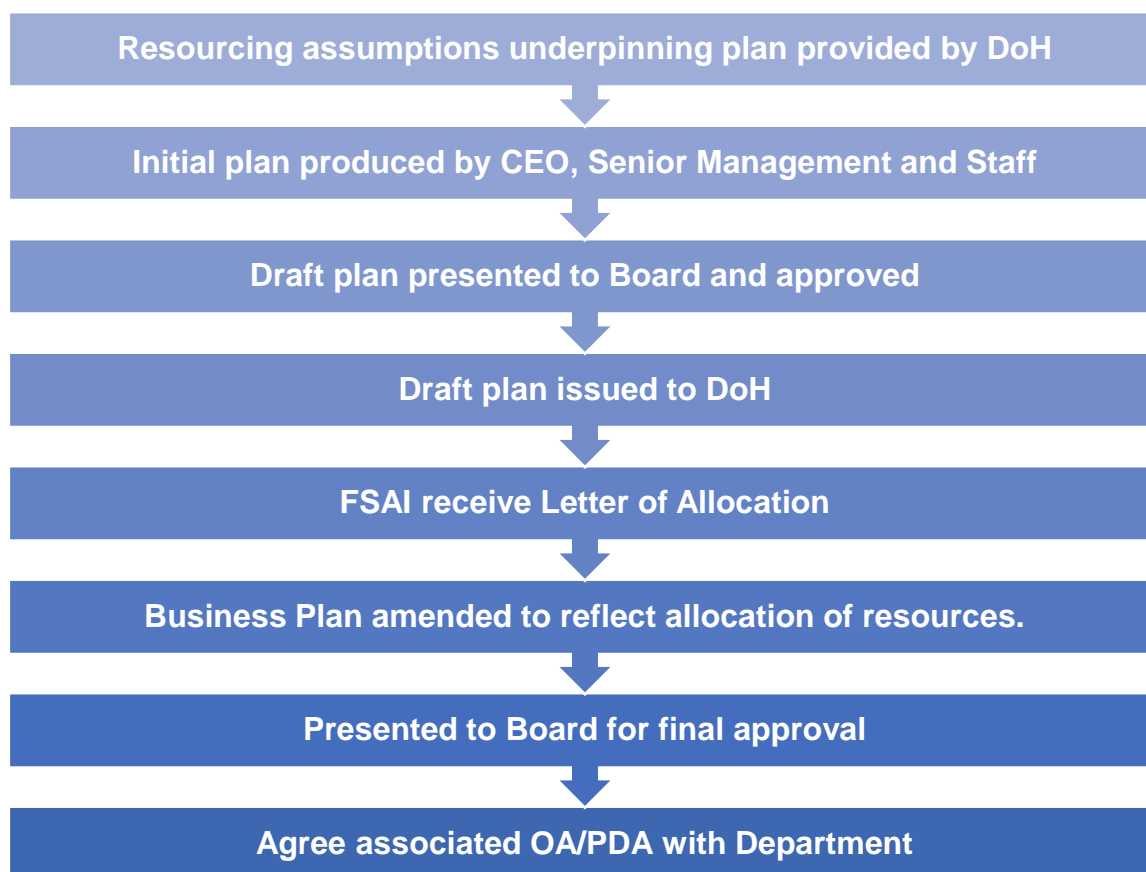 Resourcing assumptions underpinning plan provided by DoH
Initial plan produced by CEO, Senior Management and Staff
Draft plan presented to Board and approved
Draft plan issued to DoH
FSAI receive Letter of Allocation
Business Plan amended to reflect allocation of resources.
Presented to Board for final approval
Agree associated OA/PDA with Department